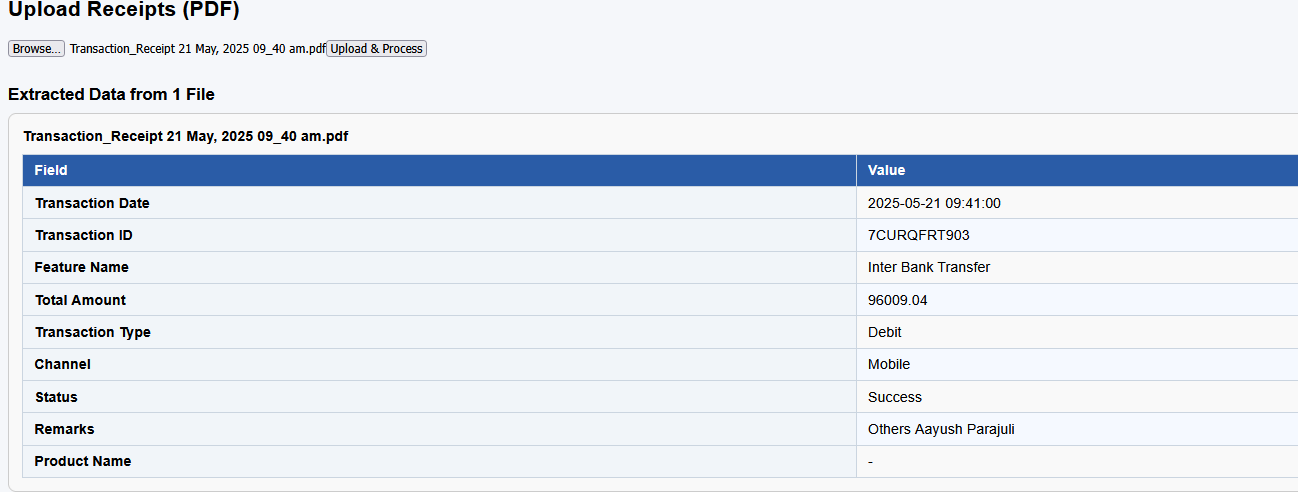 Upload Receipts (PDF)
Browse... Transaction_Receipt 21 May, 2025 09_40 am.pdf Upload & Process
Extracted Data from 1 File
Transaction_Receipt 21 May, 2025 09_40 am.pdf
Field Value
Transaction Date 2025-05-21 09:41:00
Transaction ID 7CURQFRT903
Feature Name Inter Bank Transfer
Total Amount 96009.04
Transaction Type Debit
Channel Mobile
Status Success
Remarks Others Aayush Parajuli
Product Name -